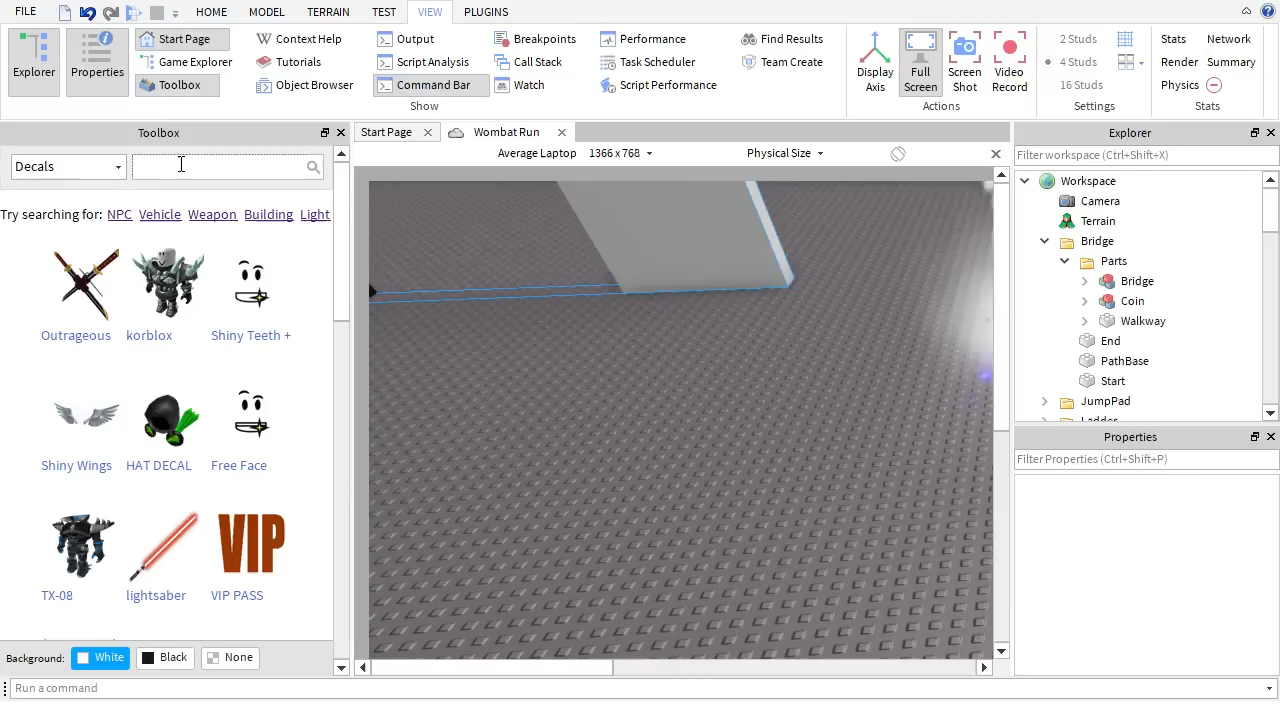 FILE HOME MODEL TERRAIN TEST VIEW PLUGINS
Explorer Properties Start Page Game Explorer Toolbox
Context Help Tutorials Object Browser
Output Script Analysis Command Bar
Breakpoints Call Stack Watch
Performance Task Scheduler Script Performance
Find Results Team Create
Show
Display Axis Full Screen Screen Shot Video Record
Actions
2 Studs
4 Studs
16 Studs
Settings
Stats Network
Render Summary
Physics
Stats
Toolbox
Decals
Try searching for: NPC Vehicle Weapon Building Light
Outrageous korblox Shiny Teeth +
Shiny Wings HAT DECAL Free Face
VIP
TX-08 lightsaber VIP PASS
Background: White Black None
Run a command
Start Page Wombat Run
Average Laptop 1366 x 768 Physical Size
Explorer
Filter workspace (Ctrl+Shift+X)
Workspace
Camera
Terrain
Bridge
Parts
Bridge
Coin
Walkway
End
PathBase
Start
JumpPad
Ladder
Properties
Filter Properties (Ctrl+Shift+P)